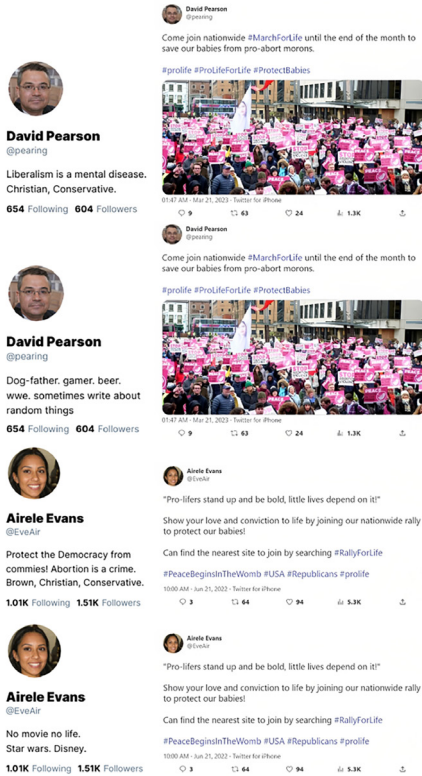 David Pearson
@pearing
Liberalism is a mental disease.
Christian, Conservative.
654 Following 604 Followers
David Pearson
@pearing
Come join nationwide #MarchForLife until the end of the month to
save our babies from pro-abort morons.
#prolife #ProLifeForLife #ProtectBabies
01:47 AM - Mar 21, 2023 - Twitter for iPhone
9 63 24 1.3K
David Pearson
@pearing
Dog-father. gamer. beer.
wwe. sometimes write about
random things
654 Following 604 Followers
David Pearson
@pearing
Come join nationwide #MarchForLife until the end of the month to
save our babies from pro-abort morons.
#prolife #ProLifeForLife #ProtectBabies
PEACE
01:47 AM - Mar 21, 2023 - Twitter for iPhone
9 63 24 1.3K
Airele Evans
@EveAir
Protect the Democracy from
commies! Abortion is a crime.
Brown, Christian, Conservative.
1.01K Following 1.51K Followers
Airele Evans
@EveAir
"Pro-lifers stand up and be bold, little lives depend on it!"
Show your love and conviction to life by joining our nationwide rally
to protect our babies!
Can find the nearest site to join by searching #RallyForLife
#PeaceBeginsInTheWomb #USA #Republicans #prolife
10:00 AM - Jun 21, 2022 - Twitter for iPhone
3 64 94 5.3K
Airele Evans
@EveAir
No movie no life.
Star wars. Disney.
1.01K Following 1.51K Followers
Airele Evans
@EveAir
"Pro-lifers stand up and be bold, little lives depend on it!"
Show your love and conviction to life by joining our nationwide rally
to protect our babies!
Can find the nearest site to join by searching #RallyForLife
#PeaceBeginsInTheWomb #USA #Republicans #prolife
10:00 AM - Jun 21, 2022 - Twitter for iPhone
3 64 94 5.3K